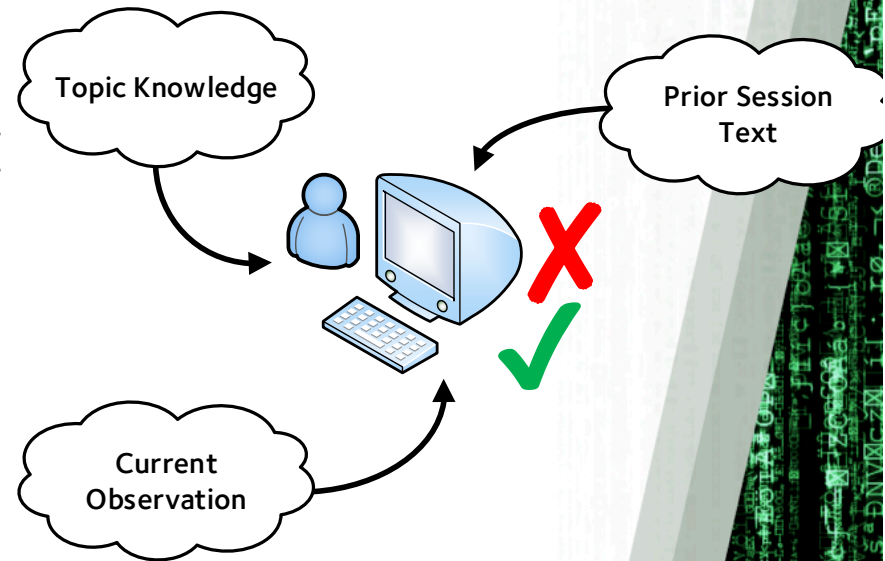 Topic Knowledge
Prior Session
Text
Current
Observation